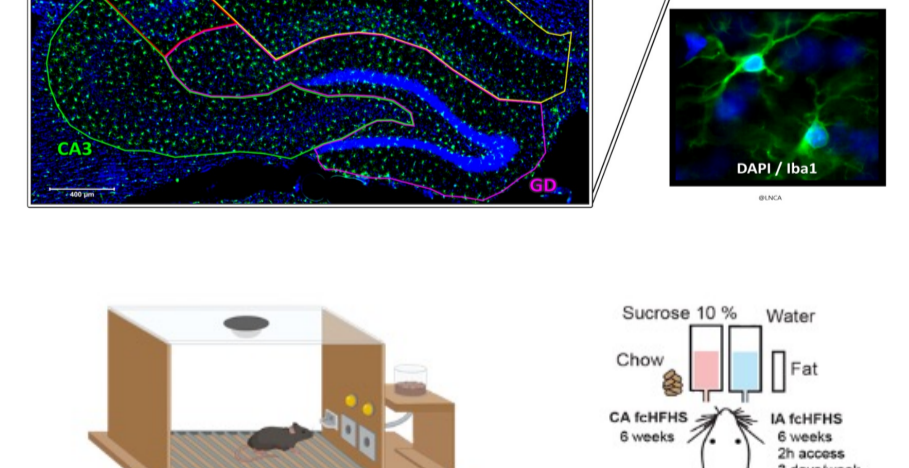 CA3
400 µm
GD
DAPI / Iba1
@LNCA
Sucrose 10 %
Water
Chow
Fat
CA fcHFHS
6 weeks
IA fcHFHS
6 weeks
2h access